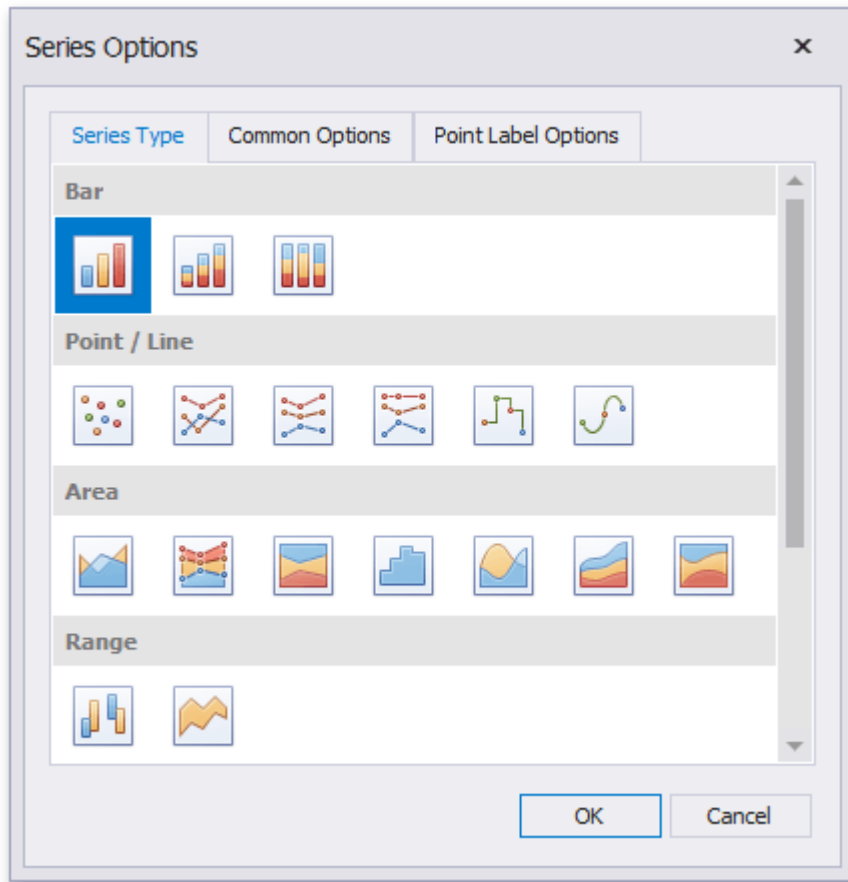 Series Options
Series Type Common Options Point Label Options
Bar
Point / Line
Area
Range
OK Cancel